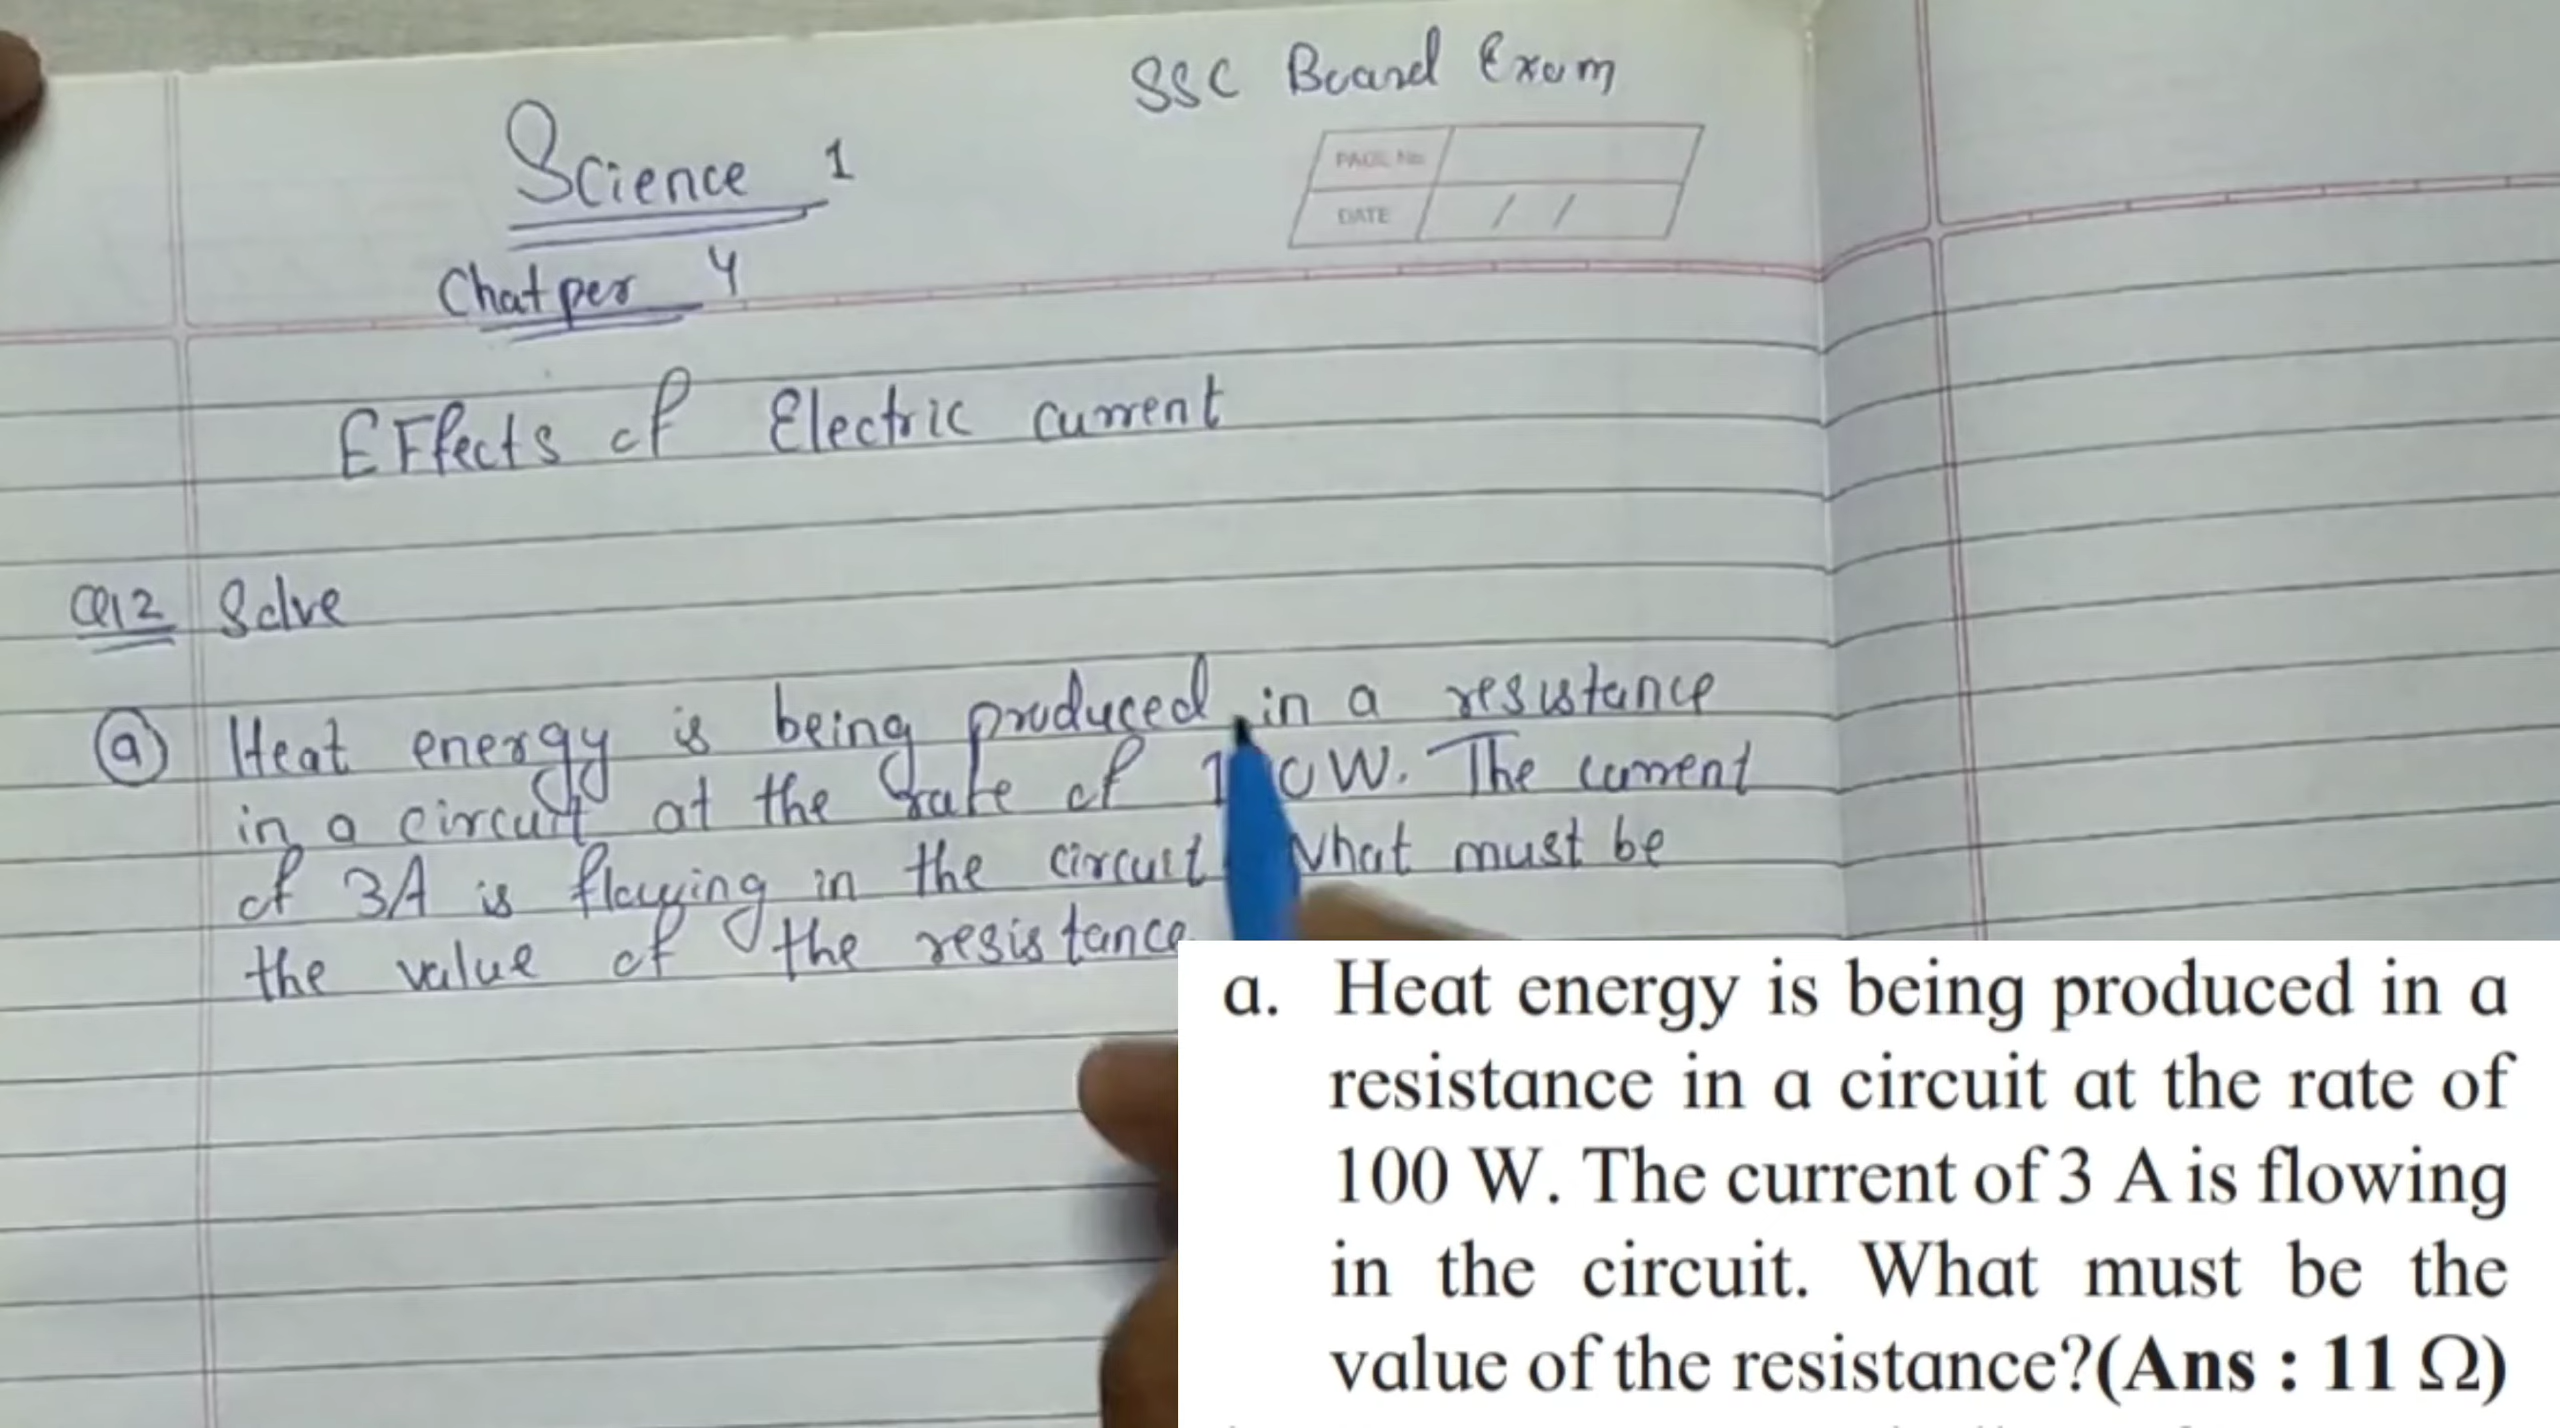 SSC Board Exam
Science 1
PAGE No
DATE / /
Chatper 4
Effects of Electric current
Q12 Solve
a Heat energy is being produced in a resistance
in a circuit at the rate of W. The current
of 3A is flowing in the circuit What must be
the value of the resistance
a. Heat energy is being produced in a
resistance in a circuit at the rate of
100 W. The current of 3 A is flowing
in the circuit. What must be the
value of the resistance?(Ans : 11 Ω)